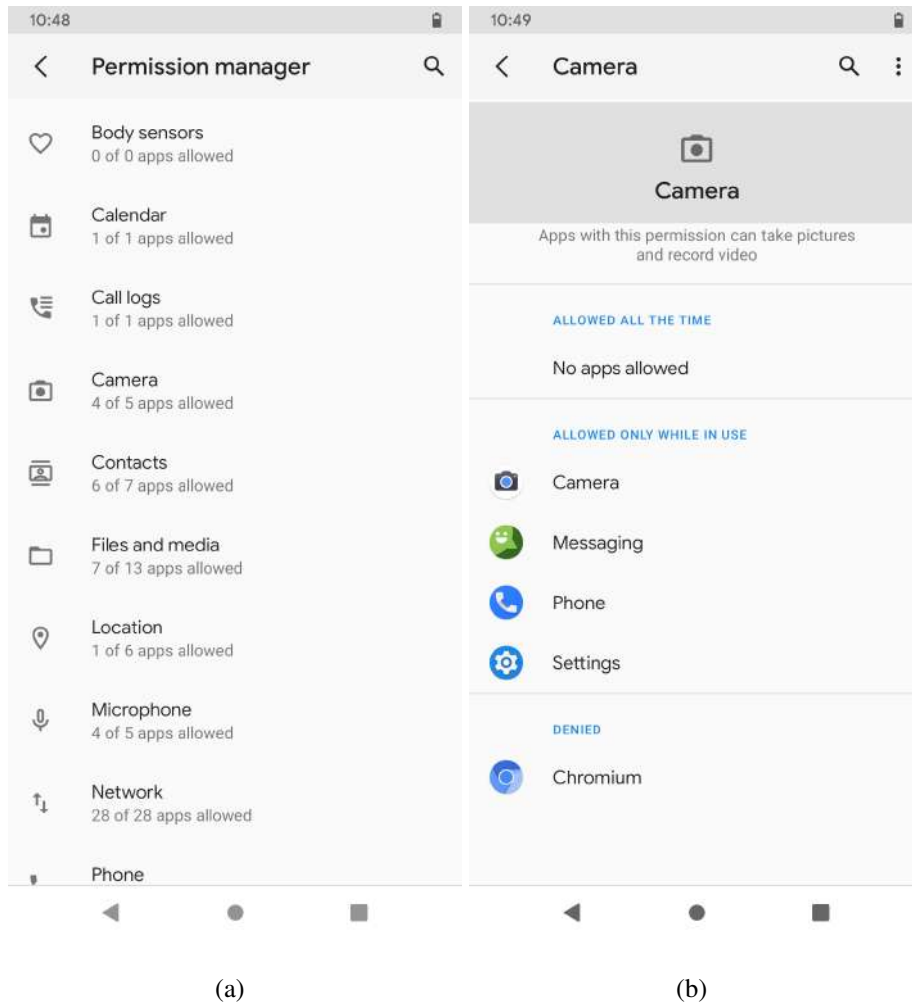 10:48
Permission manager
Body sensors
0 of 0 apps allowed
Calendar
1 of 1 apps allowed
Call logs
1 of 1 apps allowed
Camera
4 of 5 apps allowed
Contacts
6 of 7 apps allowed
Files and media
7 of 13 apps allowed
Location
1 of 6 apps allowed
Microphone
4 of 5 apps allowed
Network
28 of 28 apps allowed
Phone
(a)
10:49
Camera
Camera
Apps with this permission can take pictures
and record video
ALLOWED ALL THE TIME
No apps allowed
ALLOWED ONLY WHILE IN USE
Camera
Messaging
Phone
Settings
DENIED
Chromium
(b)